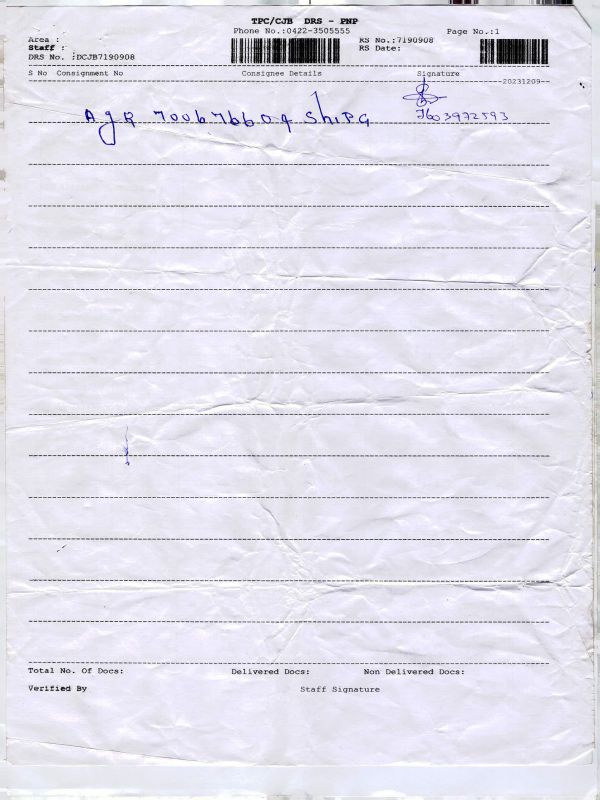 TPC/CJB DRS - PNP
Phone No.:0422-3505555
Page No.:1
Area :
RS No.:7190908
Staff :
RS Date:
DRS No. :DCJB7190908
S No Consignment No Consignee Details Signature
20231209
AGR 700676604 ShIPG
7603972593
Total No. Of Docs: Delivered Docs: Non Delivered Docs:
Verified By Staff Signature